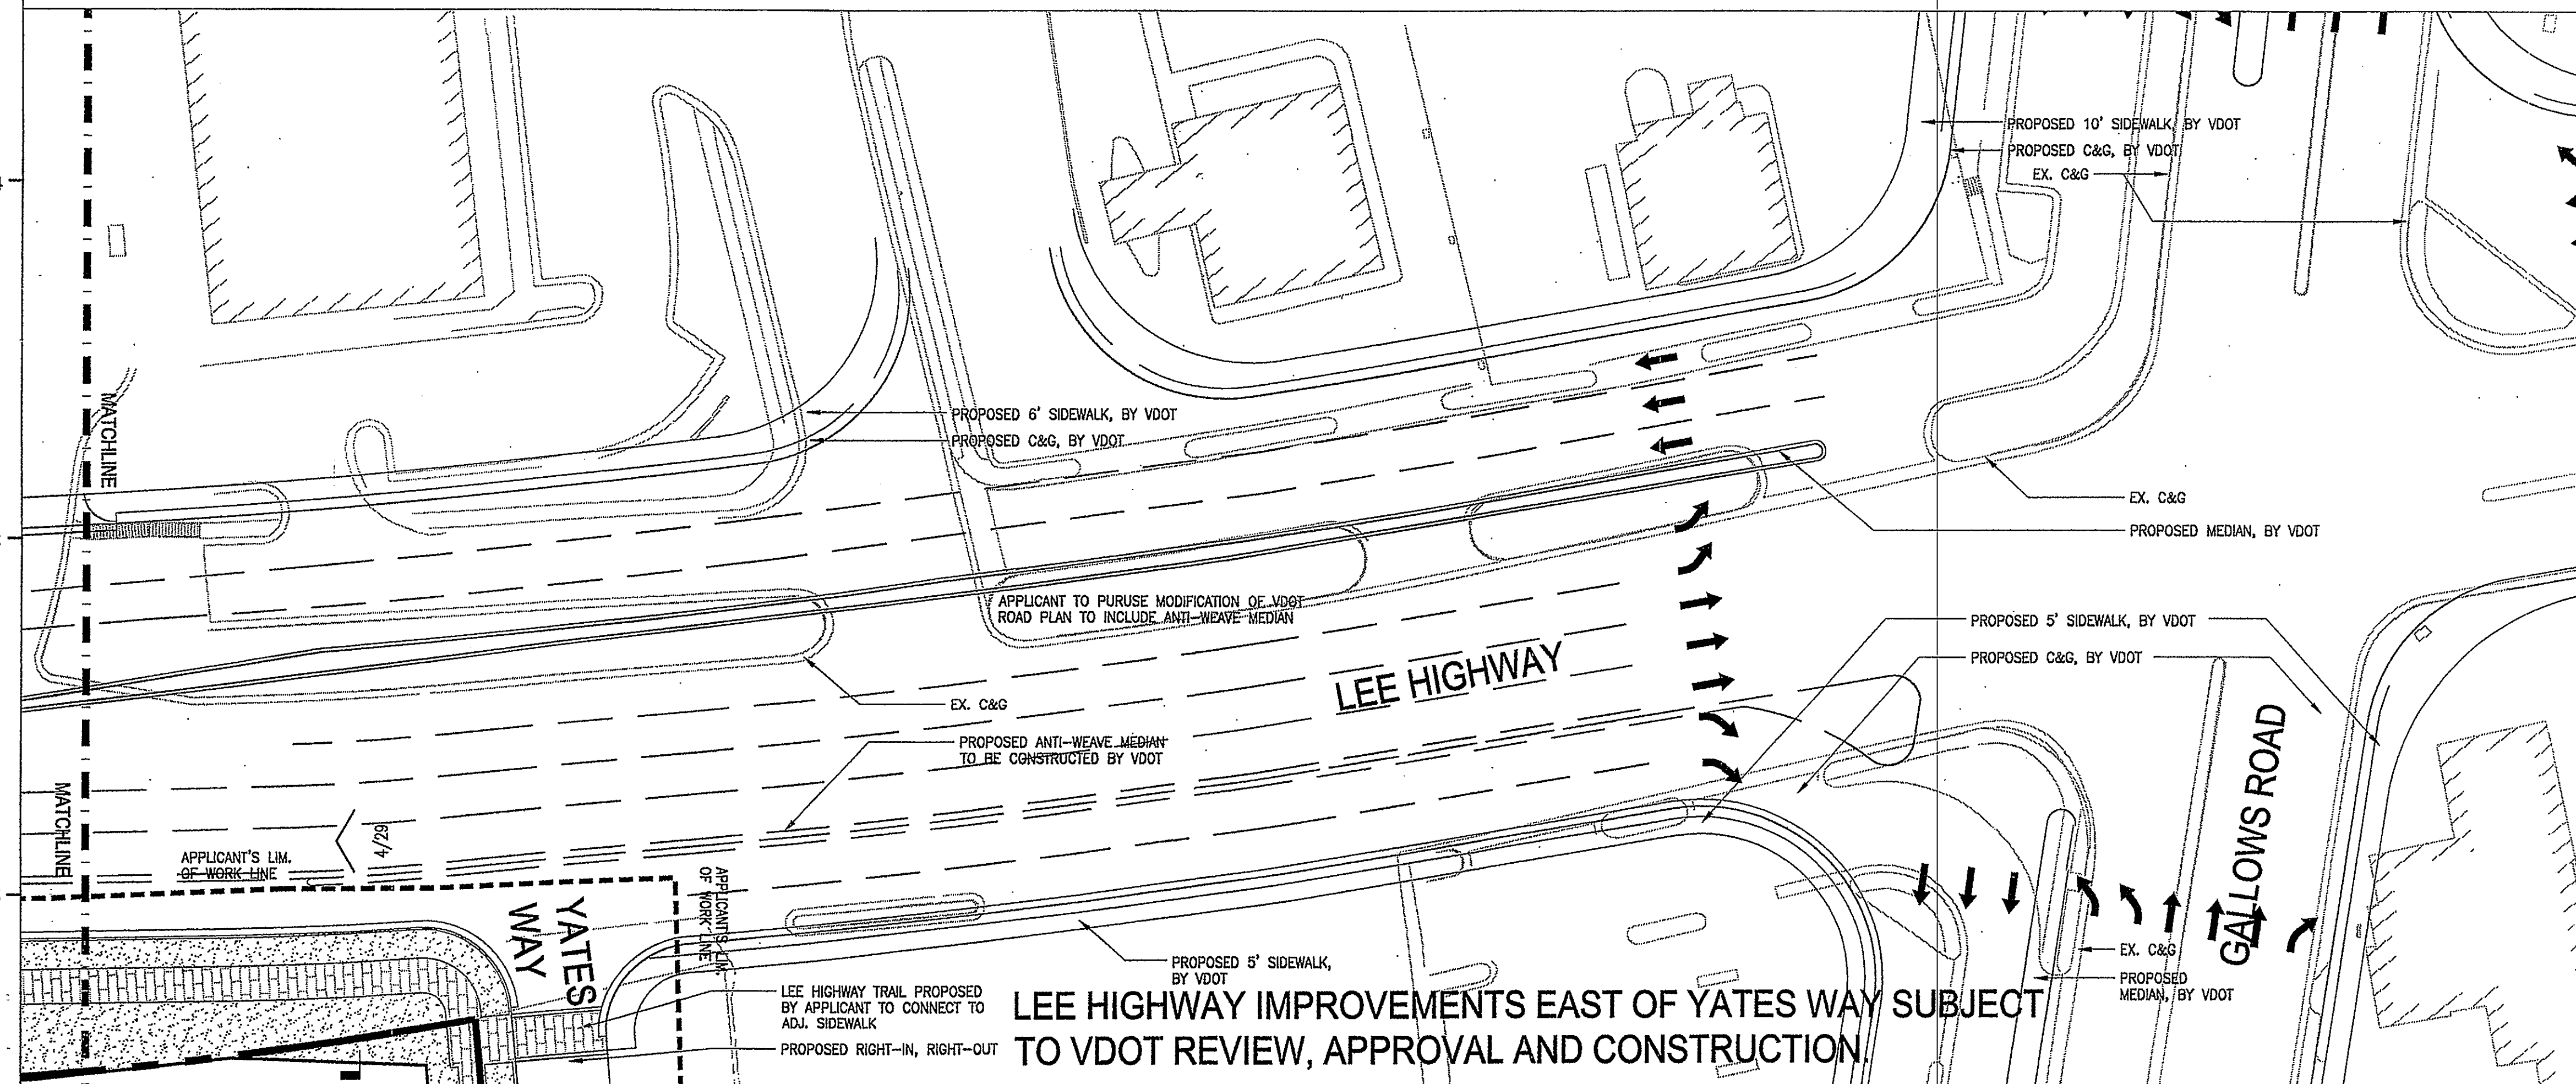 PROPOSED 10' SIDEWALK, BY VDOT
PROPOSED C&G, BY VDOT
EX. C&G
MATCHLINE
PROPOSED 6' SIDEWALK, BY VDOT
PROPOSED C&G, BY VDOT
EX. C&G
PROPOSED MEDIAN, BY VDOT
APPLICANT TO PURUSE MODIFICATION OF VDOT
ROAD PLAN TO INCLUDE ANTI-WEAVE MEDIAN
PROPOSED 5' SIDEWALK, BY VDOT
PROPOSED C&G, BY VDOT
LEE HIGHWAY
EX. C&G
PROPOSED ANTI-WEAVE MEDIAN
TO BE CONSTRUCTED BY VDOT
GALLOWS ROAD
MATCHLINE
4/29
APPLICANT'S LIM.
OF WORK LINE
APPLICANT'S LIM.
OF WORK LINE
YATES
WAY
EX. C&G
PROPOSED
MEDIAN, BY VDOT
PROPOSED 5' SIDEWALK,
BY VDOT
LEE HIGHWAY TRAIL PROPOSED
BY APPLICANT TO CONNECT TO
ADJ. SIDEWALK
PROPOSED RIGHT-IN, RIGHT-OUT
LEE HIGHWAY IMPROVEMENTS EAST OF YATES WAY SUBJECT
TO VDOT REVIEW, APPROVAL AND CONSTRUCTION.